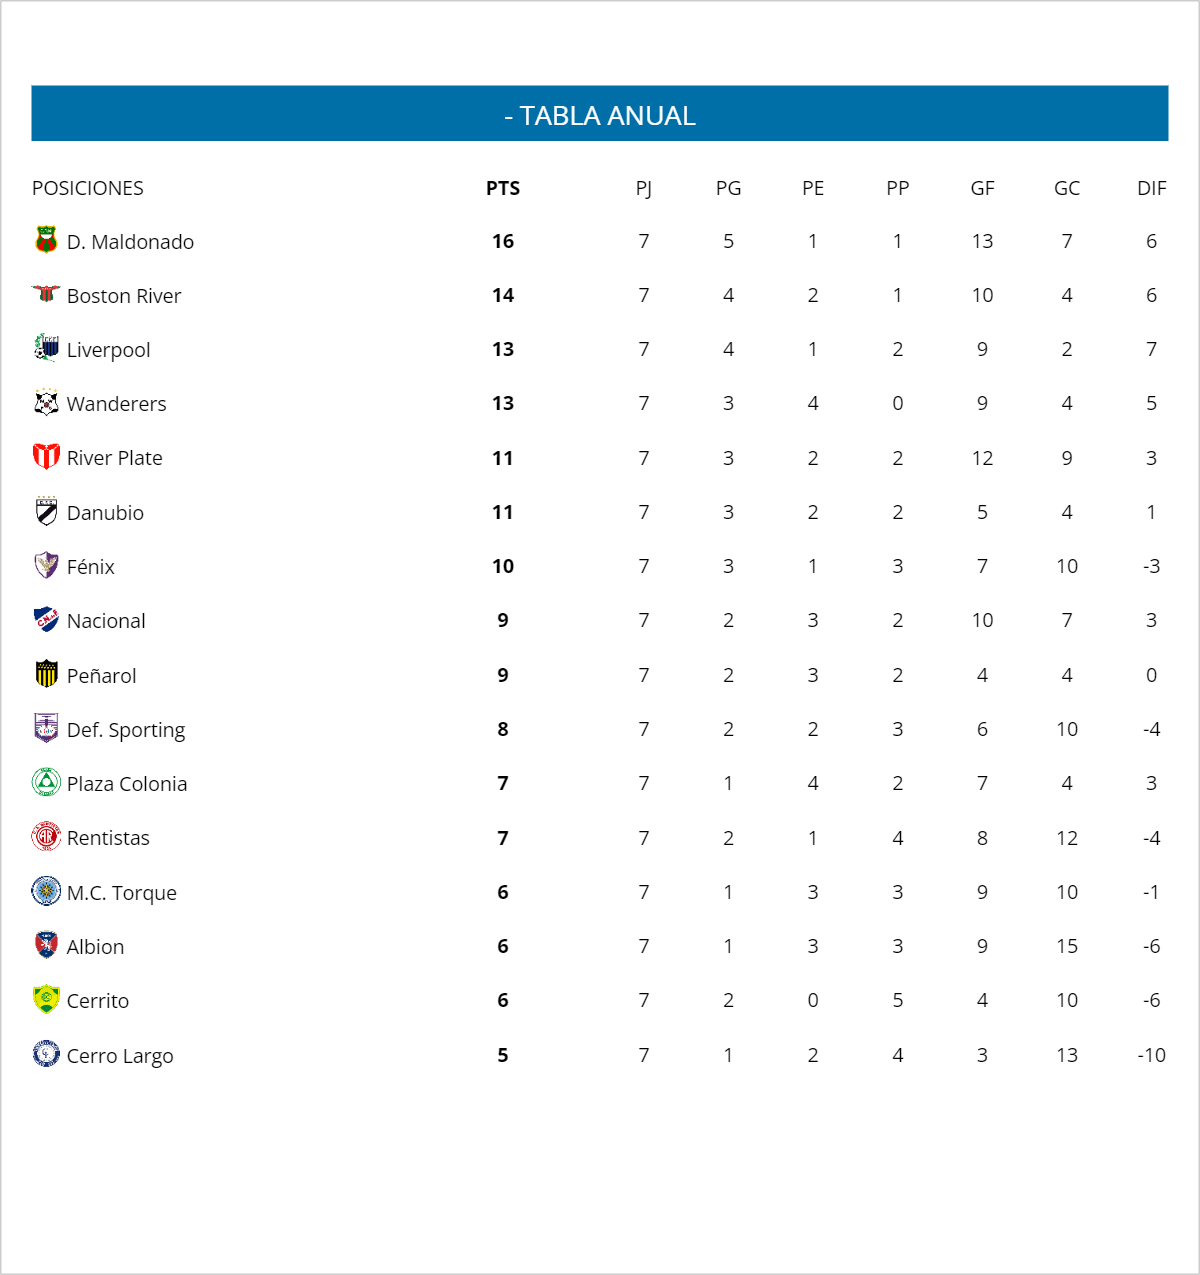 - TABLA ANUAL
POSICIONES PTS PJ PG PE PP GF GC DIF
D. Maldonado 16 7 5 1 1 13 7 6
Boston River 14 7 4 2 1 10 4 6
Liverpool 13 7 4 1 2 9 2 7
Wanderers 13 7 3 4 0 9 4 5
River Plate 11 7 3 2 2 12 9 3
Danubio 11 7 3 2 2 5 4 1
Fénix 10 7 3 1 3 7 10 -3
Nacional 9 7 2 3 2 10 7 3
Peñarol 9 7 2 3 2 4 4 0
Def. Sporting 8 7 2 2 3 6 10 -4
Plaza Colonia 7 7 1 4 2 7 4 3
Rentistas 7 7 2 1 4 8 12 -4
M.C. Torque 6 7 1 3 3 9 10 -1
Albion 6 7 1 3 3 9 15 -6
Cerrito 6 7 2 0 5 4 10 -6
Cerro Largo 5 7 1 2 4 3 13 -10